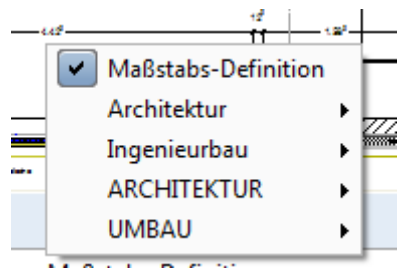 Maßstabs-Definition
Architektur
Ingenieurbau
ARCHITEKTUR
UMBAU